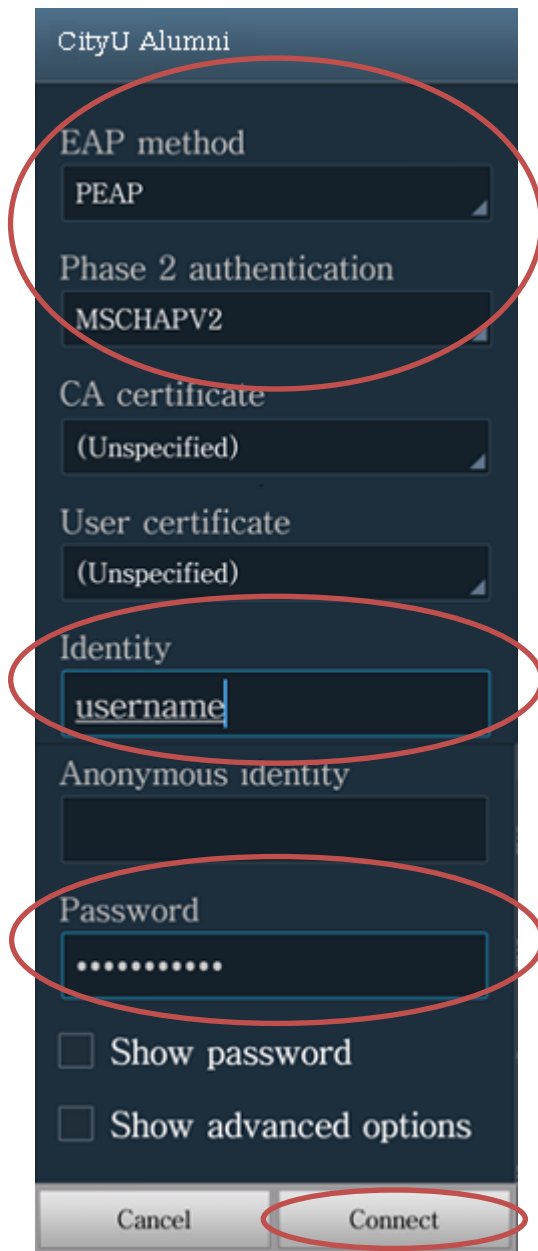 CityU Alumni
EAP method
PEAP
Phase 2 authentication
MSCHAPV2
CA certificate
(Unspecified)
User certificate
(Unspecified)
Identity
username
Anonymous identity
Password
•••••••••••
Show password
Show advanced options
Cancel
Connect